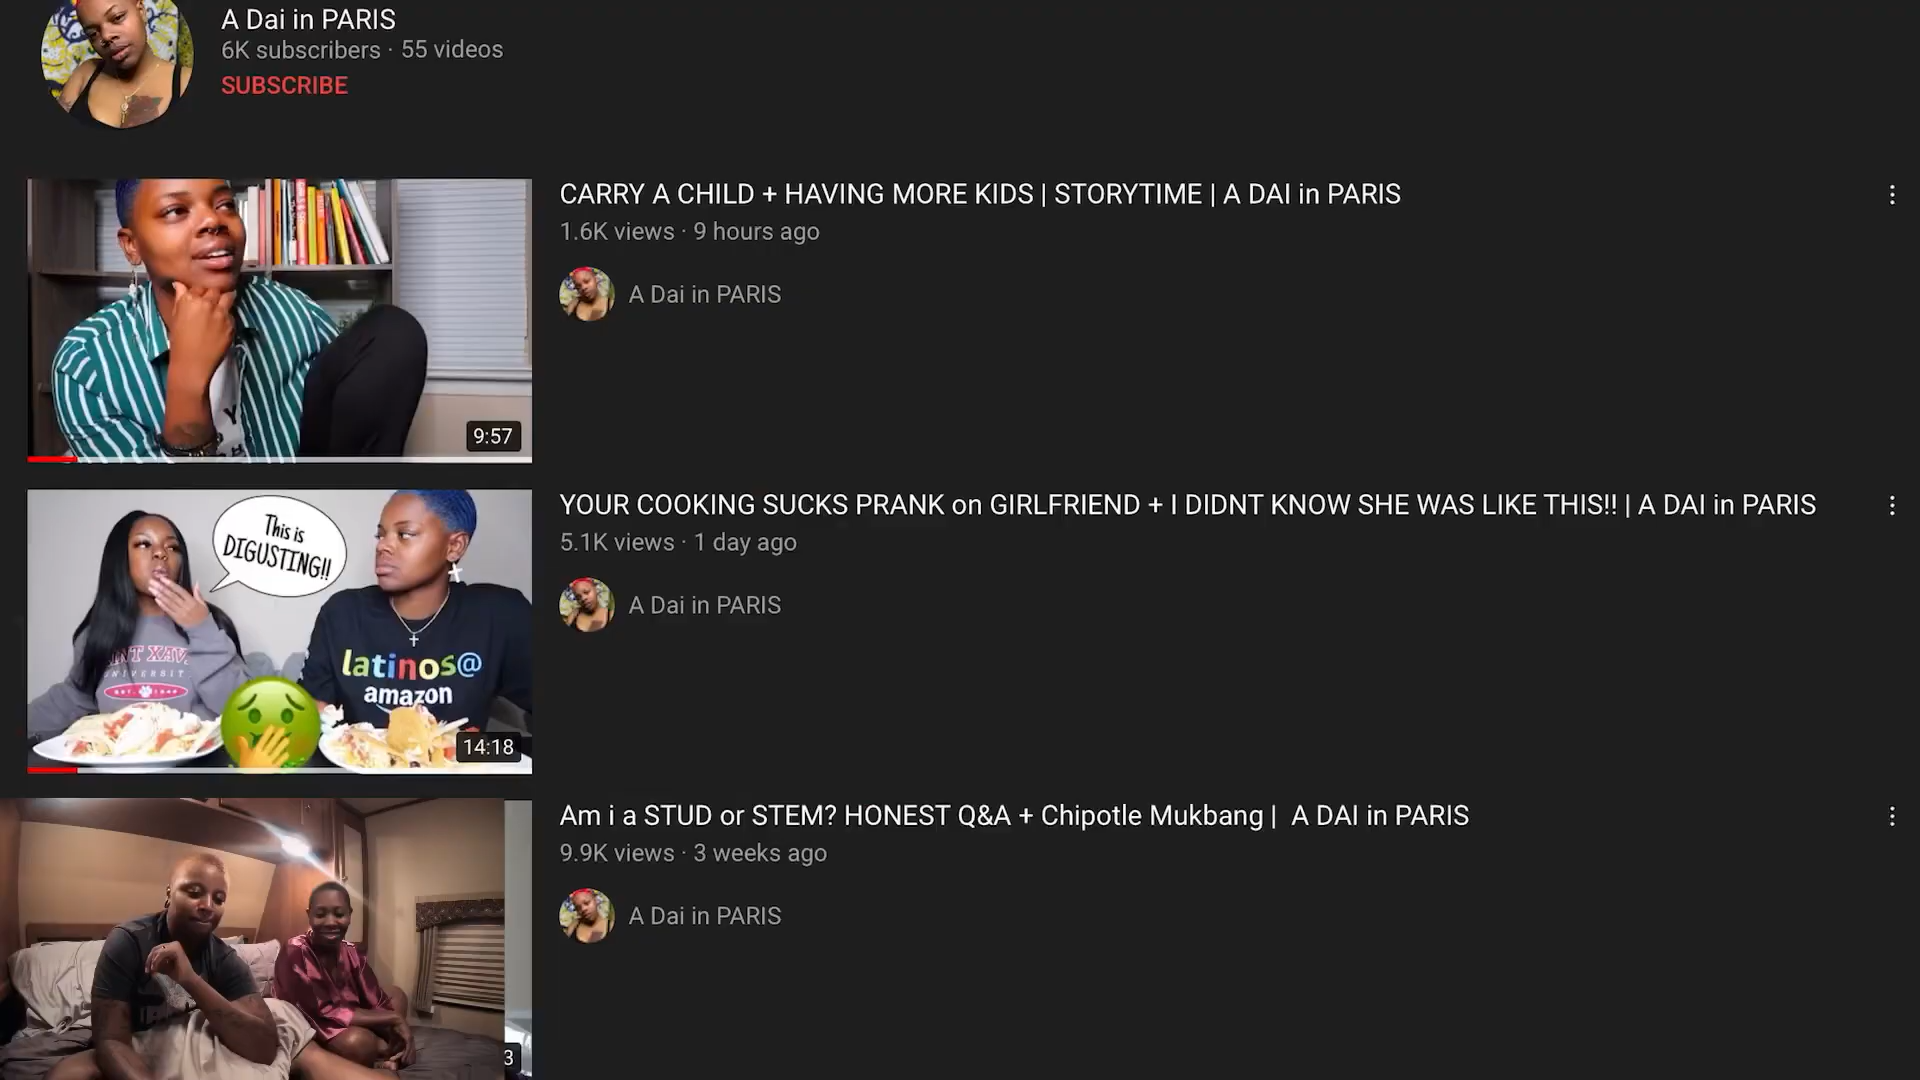 A Dai in PARIS
6K subscribers · 55 videos
SUBSCRIBE
CARRY A CHILD + HAVING MORE KIDS | STORYTIME | A DAI in PARIS
1.6K views · 9 hours ago
A Dai in PARIS
9:57
YOUR COOKING SUCKS PRANK on GIRLFRIEND + I DIDNT KNOW SHE WAS LIKE THIS!! | A DAI in PARIS
5.1K views · 1 day ago
A Dai in PARIS
This is
DIGUSTING!!
latinos@
amazon
14:18
Am i a STUD or STEM? HONEST Q&A + Chipotle Mukbang | A DAI in PARIS
9.9K views · 3 weeks ago
A Dai in PARIS
3